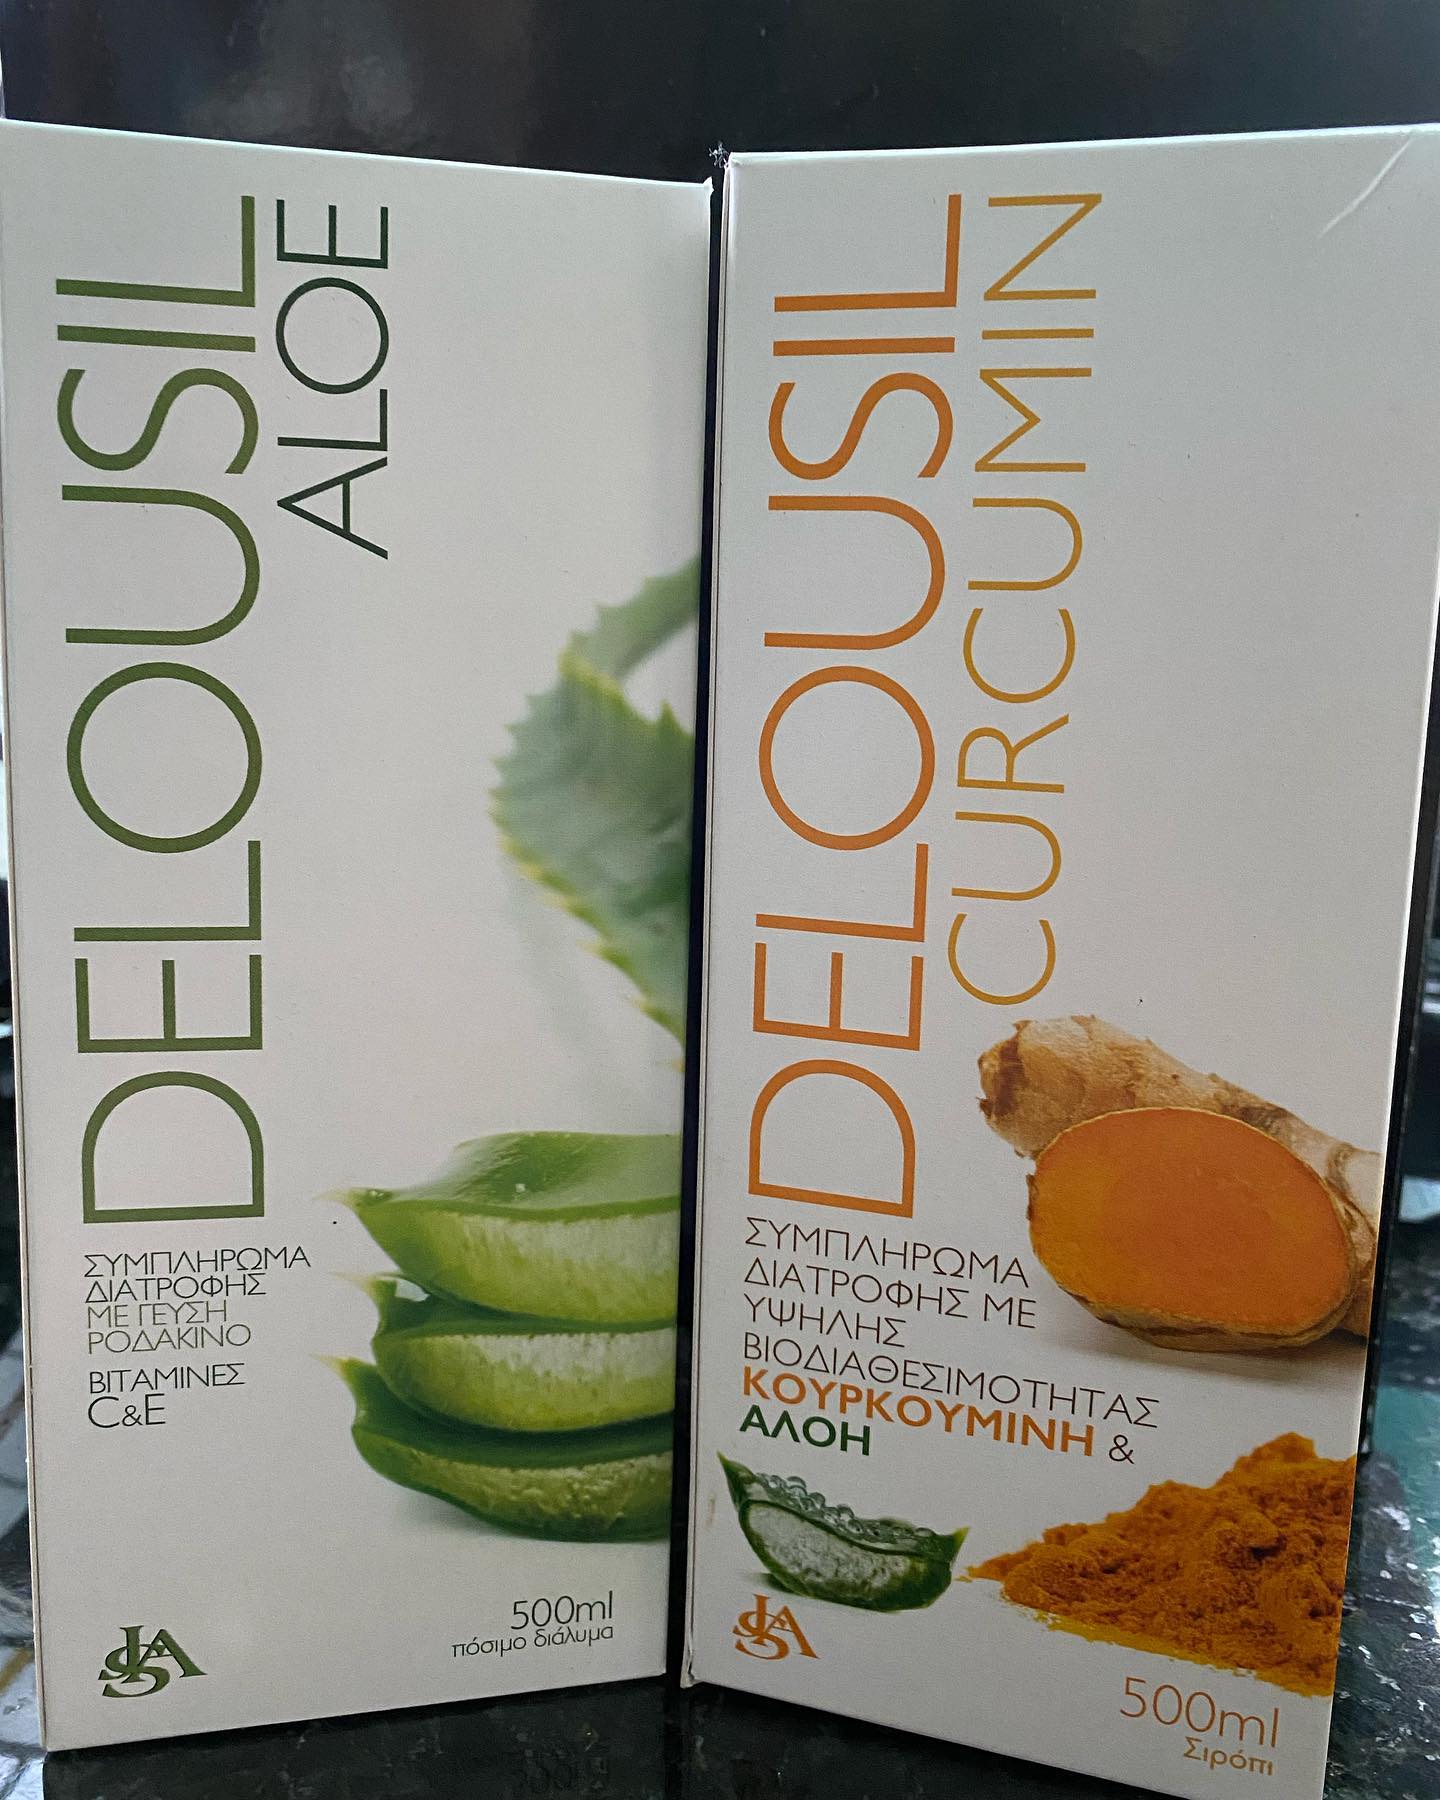 DELOUSIL
ALOE
ΣΥΜΠΛΗΡΩΜΑ
ΔΙΑΤΡΟΦΗΣ
ΜΕ ΓΕΥΣΗ
ΡΟΔΑΚΙΝΟ
ΒΙΤΑΜΙΝΕΣ
C&E
500ml
πόσιμο διάλυμα
DELOUSIL
CURCUMIN
ΣΥΜΠΛΗΡΩΜΑ
ΔΙΑΤΡΟΦΗΣ ΜΕ
ΥΨΗΛΗΣ
ΒΙΟΔΙΑΘΕΣΙΜΟΤΗΤΑΣ
ΚΟΥΡΚΟΥΜΙΝΗ &
ΑΛΟΗ
500ml
Σιρόπι